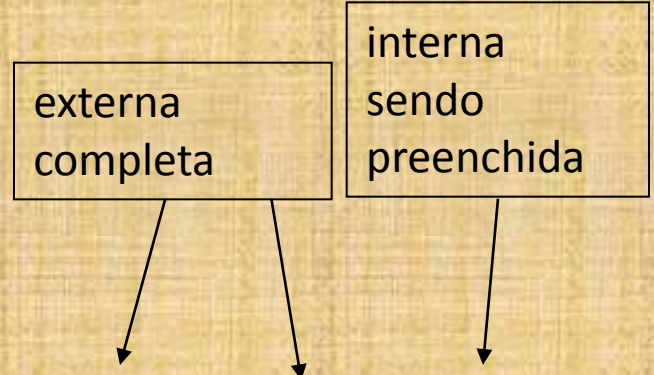 externa
completa
interna
sendo
preenchida